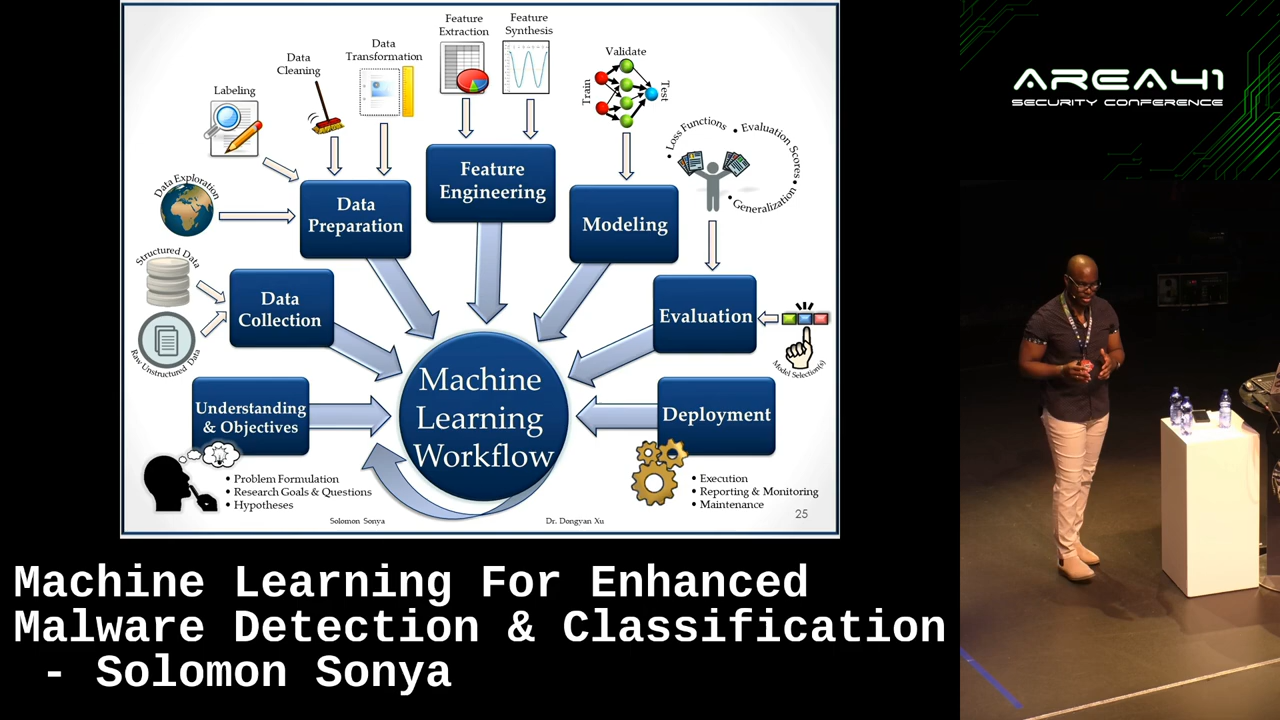 Feature
Extraction
Feature
Synthesis
Data
Transformation
Data
Cleaning
Labeling
Validate
Train
Test
• Loss Functions
• Evaluation Scores
• Generalization
Data Exploration
Feature
Engineering
Data
Preparation
Modeling
Structured Data
Raw Unstructured Data
Data
Collection
Evaluation
Model Selection(s)
Understanding
& Objectives
Machine
Learning
Workflow
Deployment
• Problem Formulation
• Research Goals & Questions
• Hypotheses
• Execution
• Reporting & Monitoring
• Maintenance
Solomon Sonya
Dr. Dongyan Xu
25
AREA41
SECURITY CONFERENCE
Machine Learning For Enhanced
Malware Detection & Classification
- Solomon Sonya